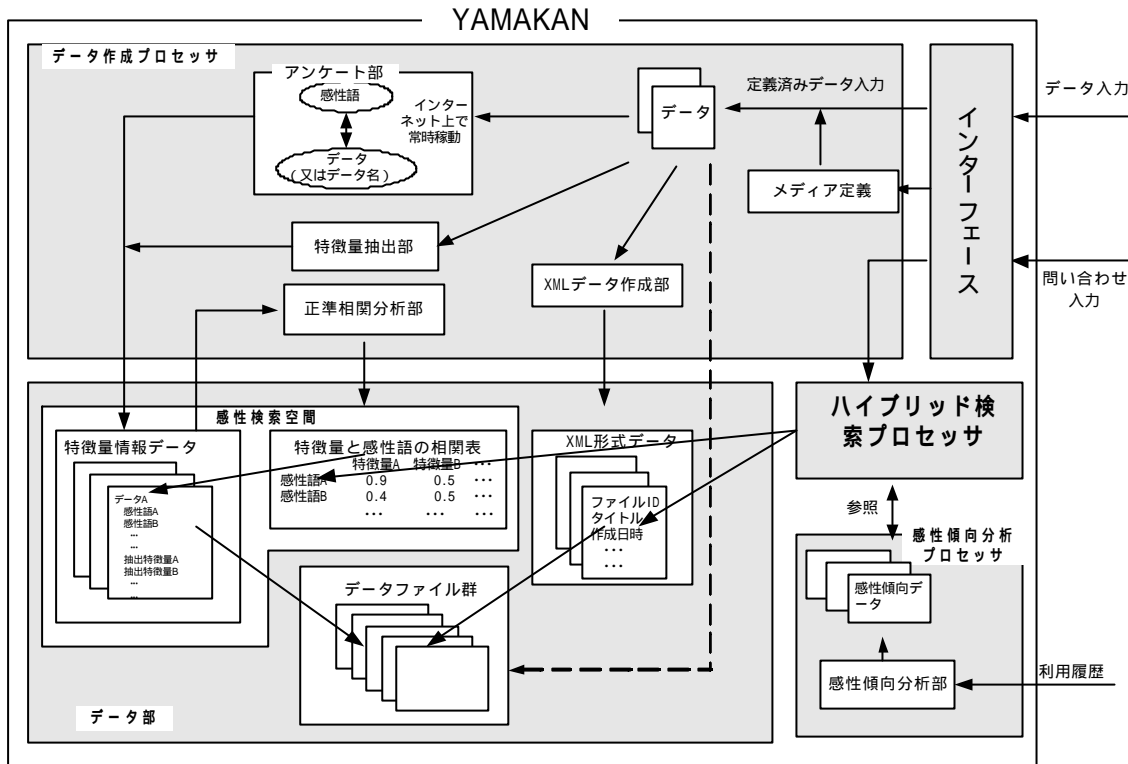 YAMAKAN
データ作成プロセッサ
アンケート部
感性語
インター
ネット上で
常時稼動
データ
(又はデータ名)
データ
定義済みデータ入力
メディア定義
インターフェース
データ入力
問い合わせ
入力
特徴量抽出部
正準相関分析部
XMLデータ作成部
感性検索空間
特徴量情報データ
データA
感性語A
感性語B
…
…
抽出特徴量A
抽出特徴量B
…
…
特徴量と感性語の相関表
特徴量A 特徴量B …
感性語A 0.9 0.5 …
感性語B 0.4 0.5 …
… … …
XML形式データ
ファイルID
タイトル
作成日時
…
…
データファイル群
データ部
ハイブリッド検
索プロセッサ
参照
感性傾向分析
プロセッサ
感性傾向デ
ータ
感性傾向分析部
利用履歴